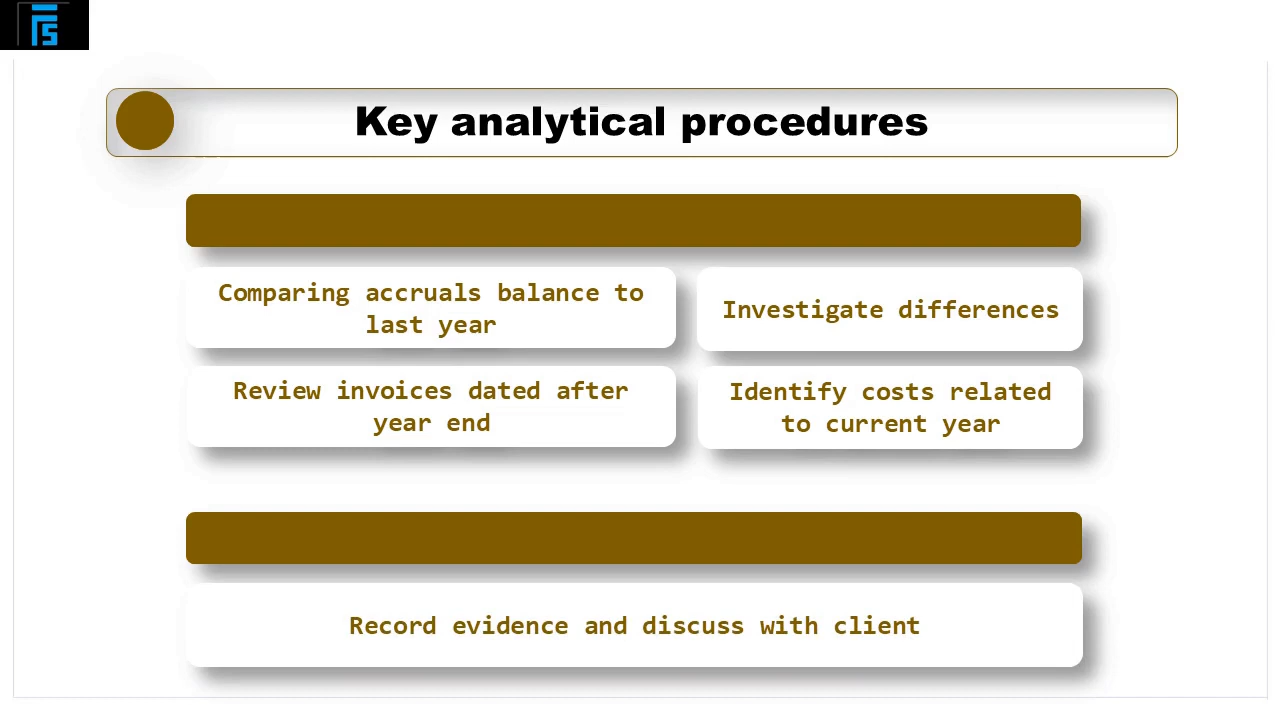 Key analytical procedures
Comparing accruals balance to
last year
Investigate differences
Review invoices dated after
year end
Identify costs related
to current year
Record evidence and discuss with client